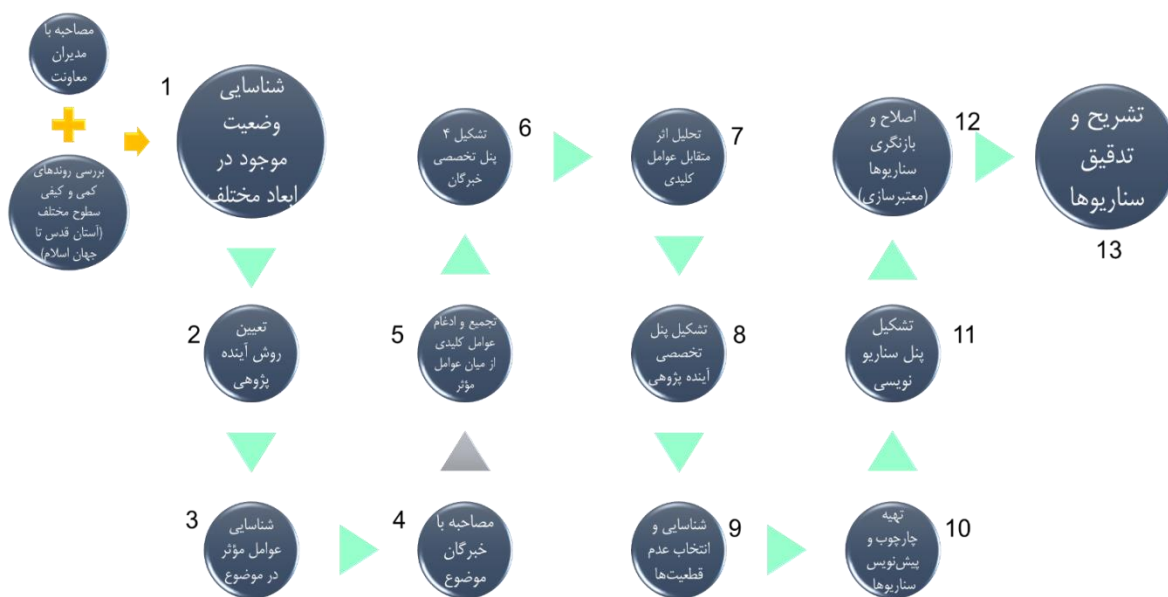 مصاحبه با
مدیران
معاونت
بررسی روندهای
کمی و کیفی
سطوح مختلف
(آستان قدس تا
جهان اسلام)
1
شناسایی
وضعیت
موجود در
ابعاد مختلف
2
تعیین
روش آینده
پژوهی
3
شناسایی
عوامل مؤثر
در موضوع
4
مصاحبه با
خبرگان
موضوع
5
تجمیع و ادغام
عوامل کلیدی
از میان عوامل
مؤثر
6
تشکیل ۴
پنل تخصصی
خبرگان
7
تحلیل اثر
متقابل عوامل
کلیدی
8
تشکیل پنل
تخصصی
آینده پژوهی
9
شناسایی و
انتخاب عدم
قطعیت‌ها
10
تهیه
چارچوب و
پیش‌نویس
سناریوها
11
تشکیل
پنل سناریو
نویسی
12
اصلاح و
بازنگری
سناریوها
(معتبرسازی)
تشریح و
تدقیق
سناریوها
13